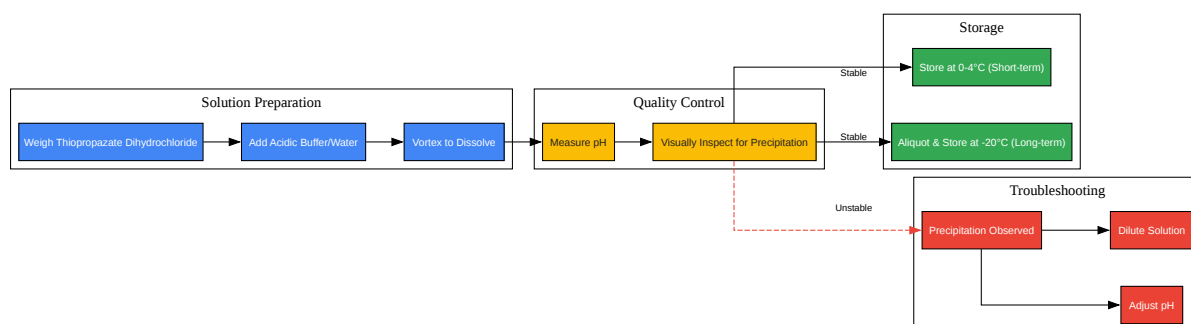 Storage
Store at 0-4°C (Short-term)
Stable
Solution Preparation
Quality Control
Weigh Thiopropazate Dihydrochloride
Add Acidic Buffer/Water
Vortex to Dissolve
Measure pH
Visually Inspect for Precipitation
Stable
Aliquot & Store at -20°C (Long-term)
Troubleshooting
Unstable
Precipitation Observed
Dilute Solution
Adjust pH